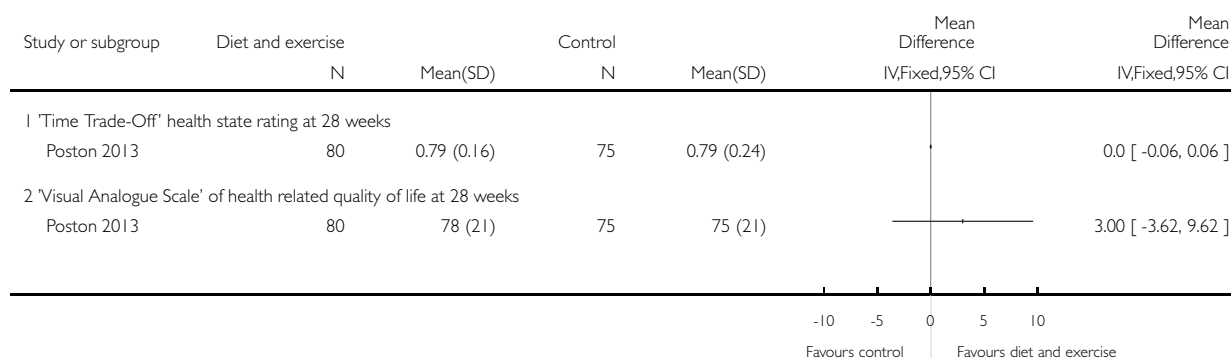 Mean Mean
Study or subgroup Diet and exercise Control Difference Difference
N Mean(SD) N Mean(SD) IV,Fixed,95% CI IV,Fixed,95% CI
1 'Time Trade-Off' health state rating at 28 weeks
Poston 2013 80 0.79 (0.16) 75 0.79 (0.24) 0.0 [ -0.06, 0.06 ]
2 'Visual Analogue Scale' of health related quality of life at 28 weeks
Poston 2013 80 78 (21) 75 75 (21) 3.00 [ -3.62, 9.62 ]
-10 -5 0 5 10
Favours control Favours diet and exercise